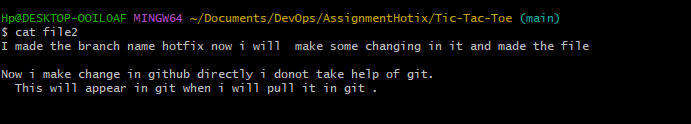 Hp@DESKTOP-OOILOAF MINGW64 ~/Documents/DevOps/AssignmentHotix/Tic-Tac-Toe (main)
$ cat file2
I made the branch name hotfix now i will  make some changing in it and made the file

Now i make change in github directly i donot take help of git.
  This will appear in git when i will pull it in git .